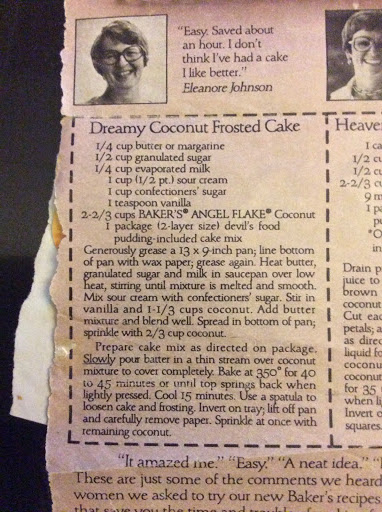 "Easy. Saved about
an hour. I don't
think I've had a cake
I like better."
Eleanore Johnson
Dreamy Coconut Frosted Cake
1/4 cup butter or margarine
1/2 cup granulated sugar
1/4 cup evaporated milk
1 cup (1/2 pt.) sour cream
1 cup confectioners' sugar
1 teaspoon vanilla
2-2/3 cups BAKER'S® ANGEL FLAKE® Coconut
1 package (2-layer size) devil's food
pudding-included cake mix
Generously grease a 13 x 9-inch pan; line bottom
of pan with wax paper; grease again. Heat butter,
granulated sugar and milk in saucepan over low
heat, stirring until mixture is melted and smooth.
Mix sour cream with confectioners' sugar. Stir in
vanilla and 1-1/3 cups coconut. Add butter
mixture and blend well. Spread in bottom of pan;
sprinkle with 2/3 cup coconut.
Prepare cake mix as directed on package.
Slowly pour batter in a thin stream over coconut
mixture to cover completely. Bake at 350° for 40
to 45 minutes or until top springs back when
lightly pressed. Cool 15 minutes. Use a spatula to
loosen cake and frosting. Invert on tray; lift off pan
and carefully remove paper. Sprinkle at once with
remaining coconut.
Heave
1 ca
1/2 c
1/2 c
2-2/3 c
9 m
1 pa
p
*O
in
Drain p
juice to
brown
coconut
Cut eac
petals; a
as direc
liquid fo
coconu
coconut
for 35
when li
Invert o
squares.
"It amazed me." "Easy." "A neat idea." "I
These are just some of the comments we heard
women we asked to try our new Baker's recipes
that save you the time and